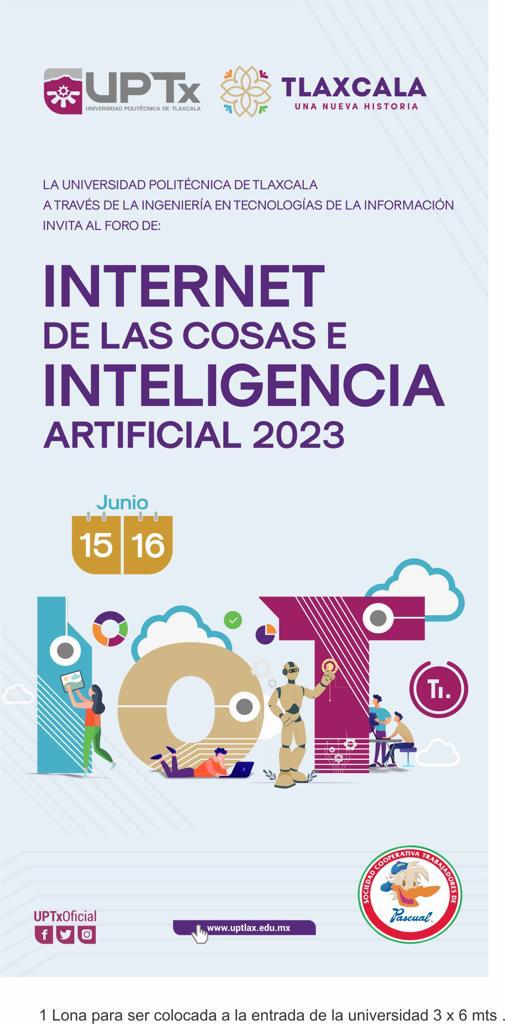 UPTx
UNIVERSIDAD POLITÉCNICA DE TLAXCALA
TLAXCALA
UNA NUEVA HISTORIA
LA UNIVERSIDAD POLITÉCNICA DE TLAXCALA
A TRAVÉS DE LA INGENIERÍA EN TECNOLOGÍAS DE LA INFORMACIÓN
INVITA AL FORO DE:
INTERNET
DE LAS COSAS E
INTELIGENCIA
ARTIFICIAL 2023
Junio
15 16
IOT
TI.
SOCIEDAD COOPERATIVA TRABAJADORES DE
Pascual
UPTxOficial
www.uptlax.edu.mx
1 Lona para ser colocada a la entrada de la universidad 3 x 6 mts .